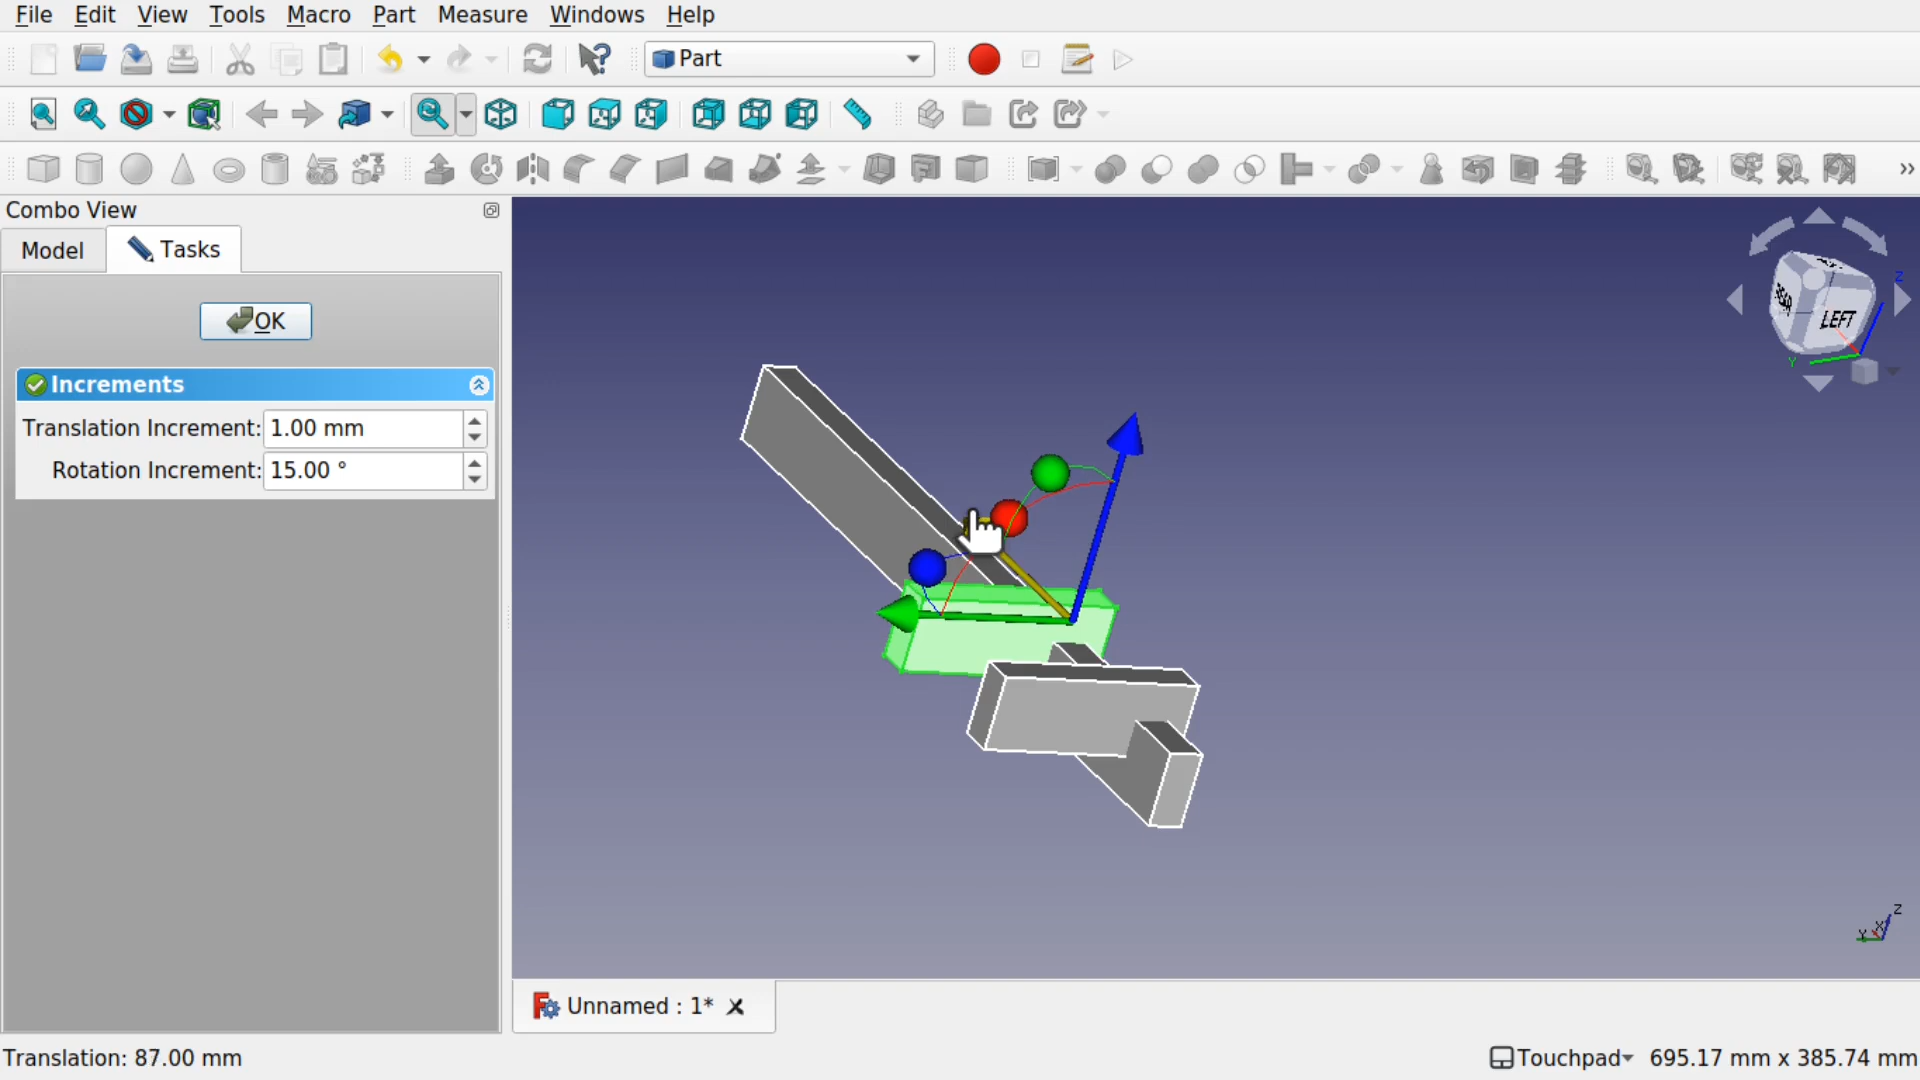 File Edit View Tools Macro Part Measure Windows Help
Part
Combo View
Model Tasks
OK
Increments
Translation Increment: 1.00 mm
Rotation Increment: 15.00 °
REAR
LEFT
Z
Y
Z
X
Y
Unnamed : 1*
Translation: 87.00 mm
Touchpad 695.17 mm x 385.74 mm